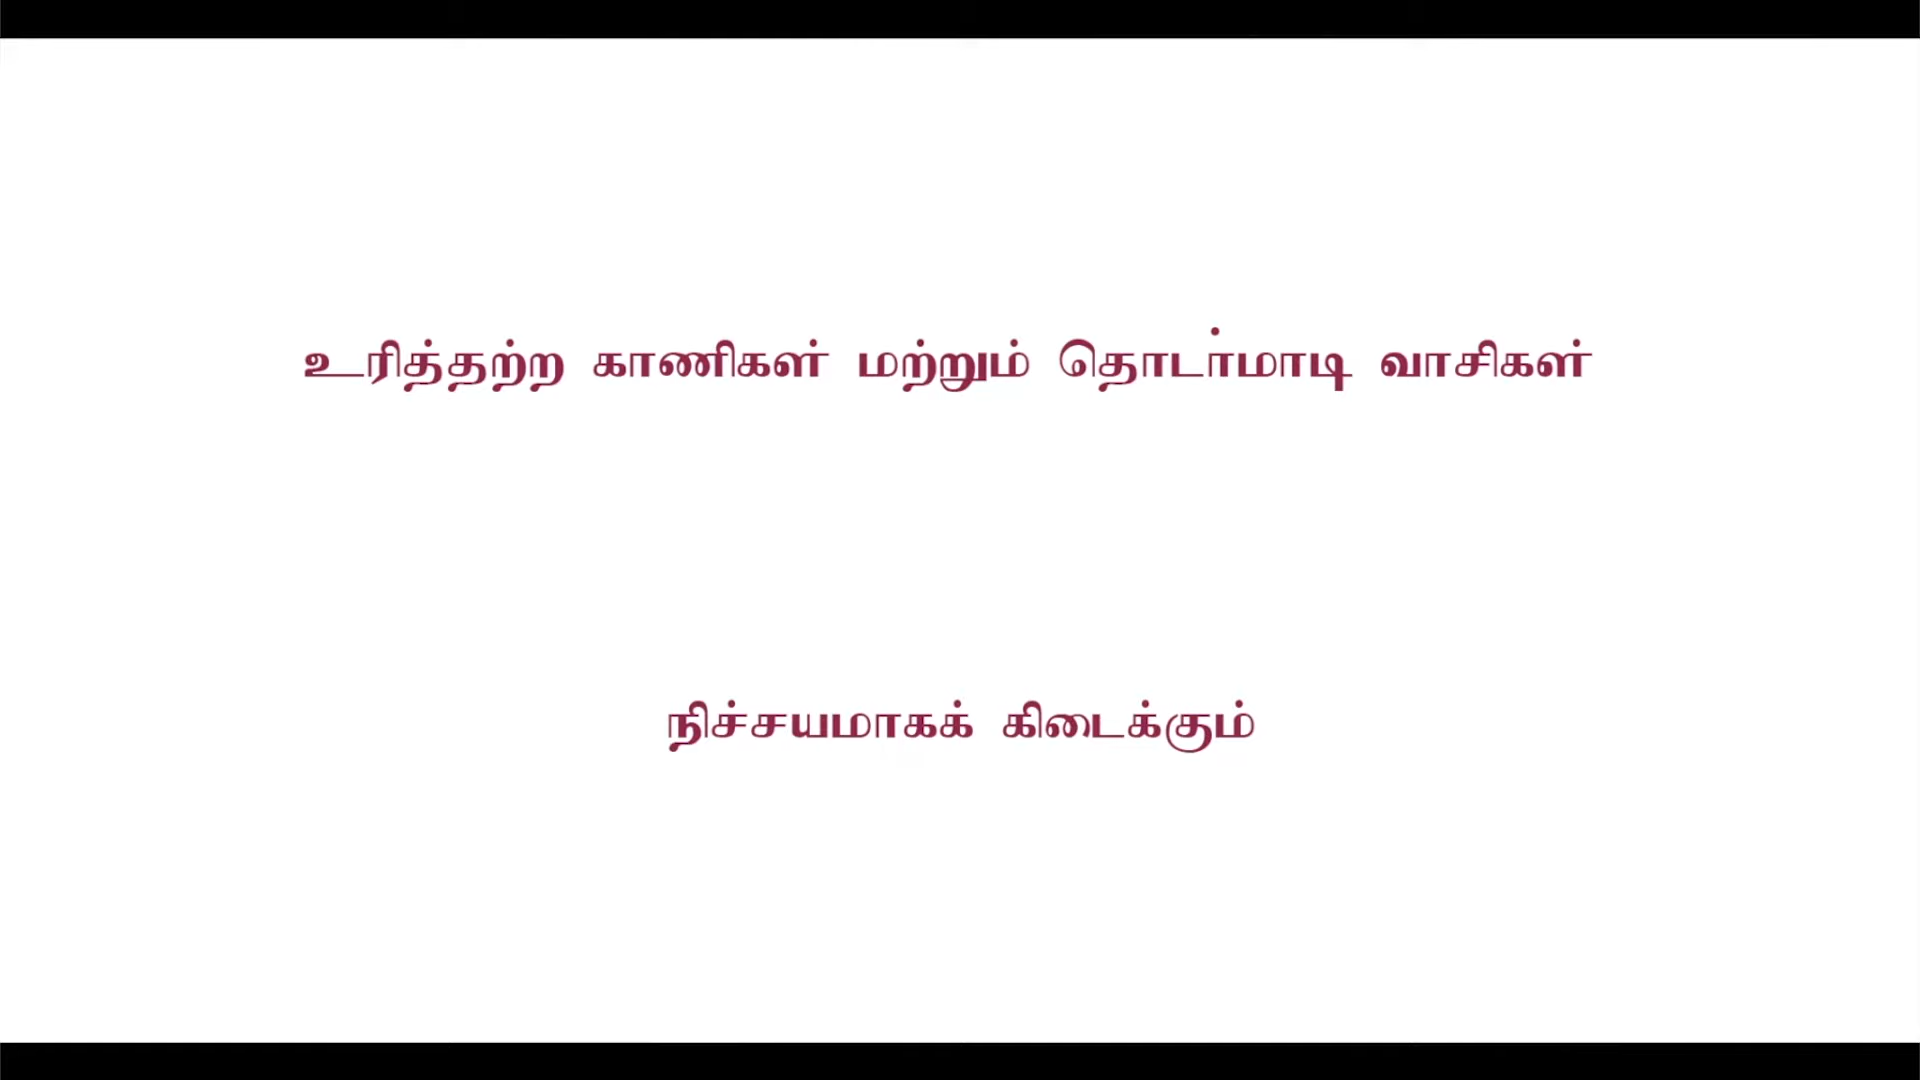 உரித்தற்ற காணிகள் மற்றும் தொடர்மாடி வாசிகள்
நிச்சயமாகக் கிடைக்கும்